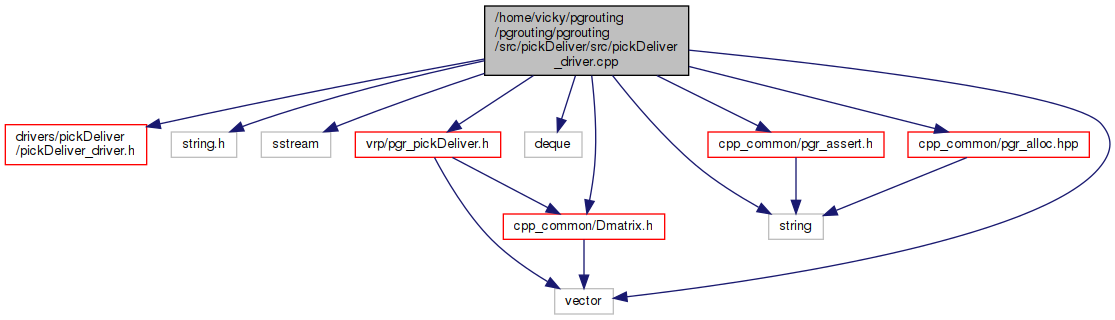 /home/vicky/pgrouting
/pgrouting/pgrouting
/src/pickDeliver/src/pickDeliver
_driver.cpp
drivers/pickDeliver
/pickDeliver_driver.h
string.h
sstream
vrp/pgr_pickDeliver.h
deque
cpp_common/pgr_assert.h
cpp_common/pgr_alloc.hpp
cpp_common/Dmatrix.h
string
vector